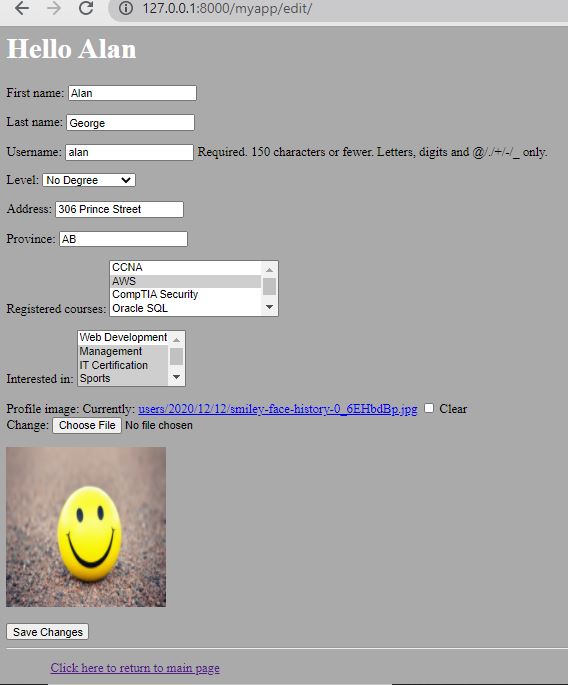 127.0.0.1:8000/myapp/edit/
Hello Alan
First name: Alan
Last name: George
Username: alan Required. 150 characters or fewer. Letters, digits and @/./+/-/_ only.
Level: No Degree
Address: 306 Prince Street
Province: AB
CCNA
AWS
CompTIA Security
Registered courses: Oracle SQL
Web Development
Management
IT Certification
Interested in: Sports
Profile image: Currently: users/2020/12/12/smiley-face-history-0_6EHbdBp.jpg Clear
Change: Choose File No file chosen
Save Changes
Click here to return to main page